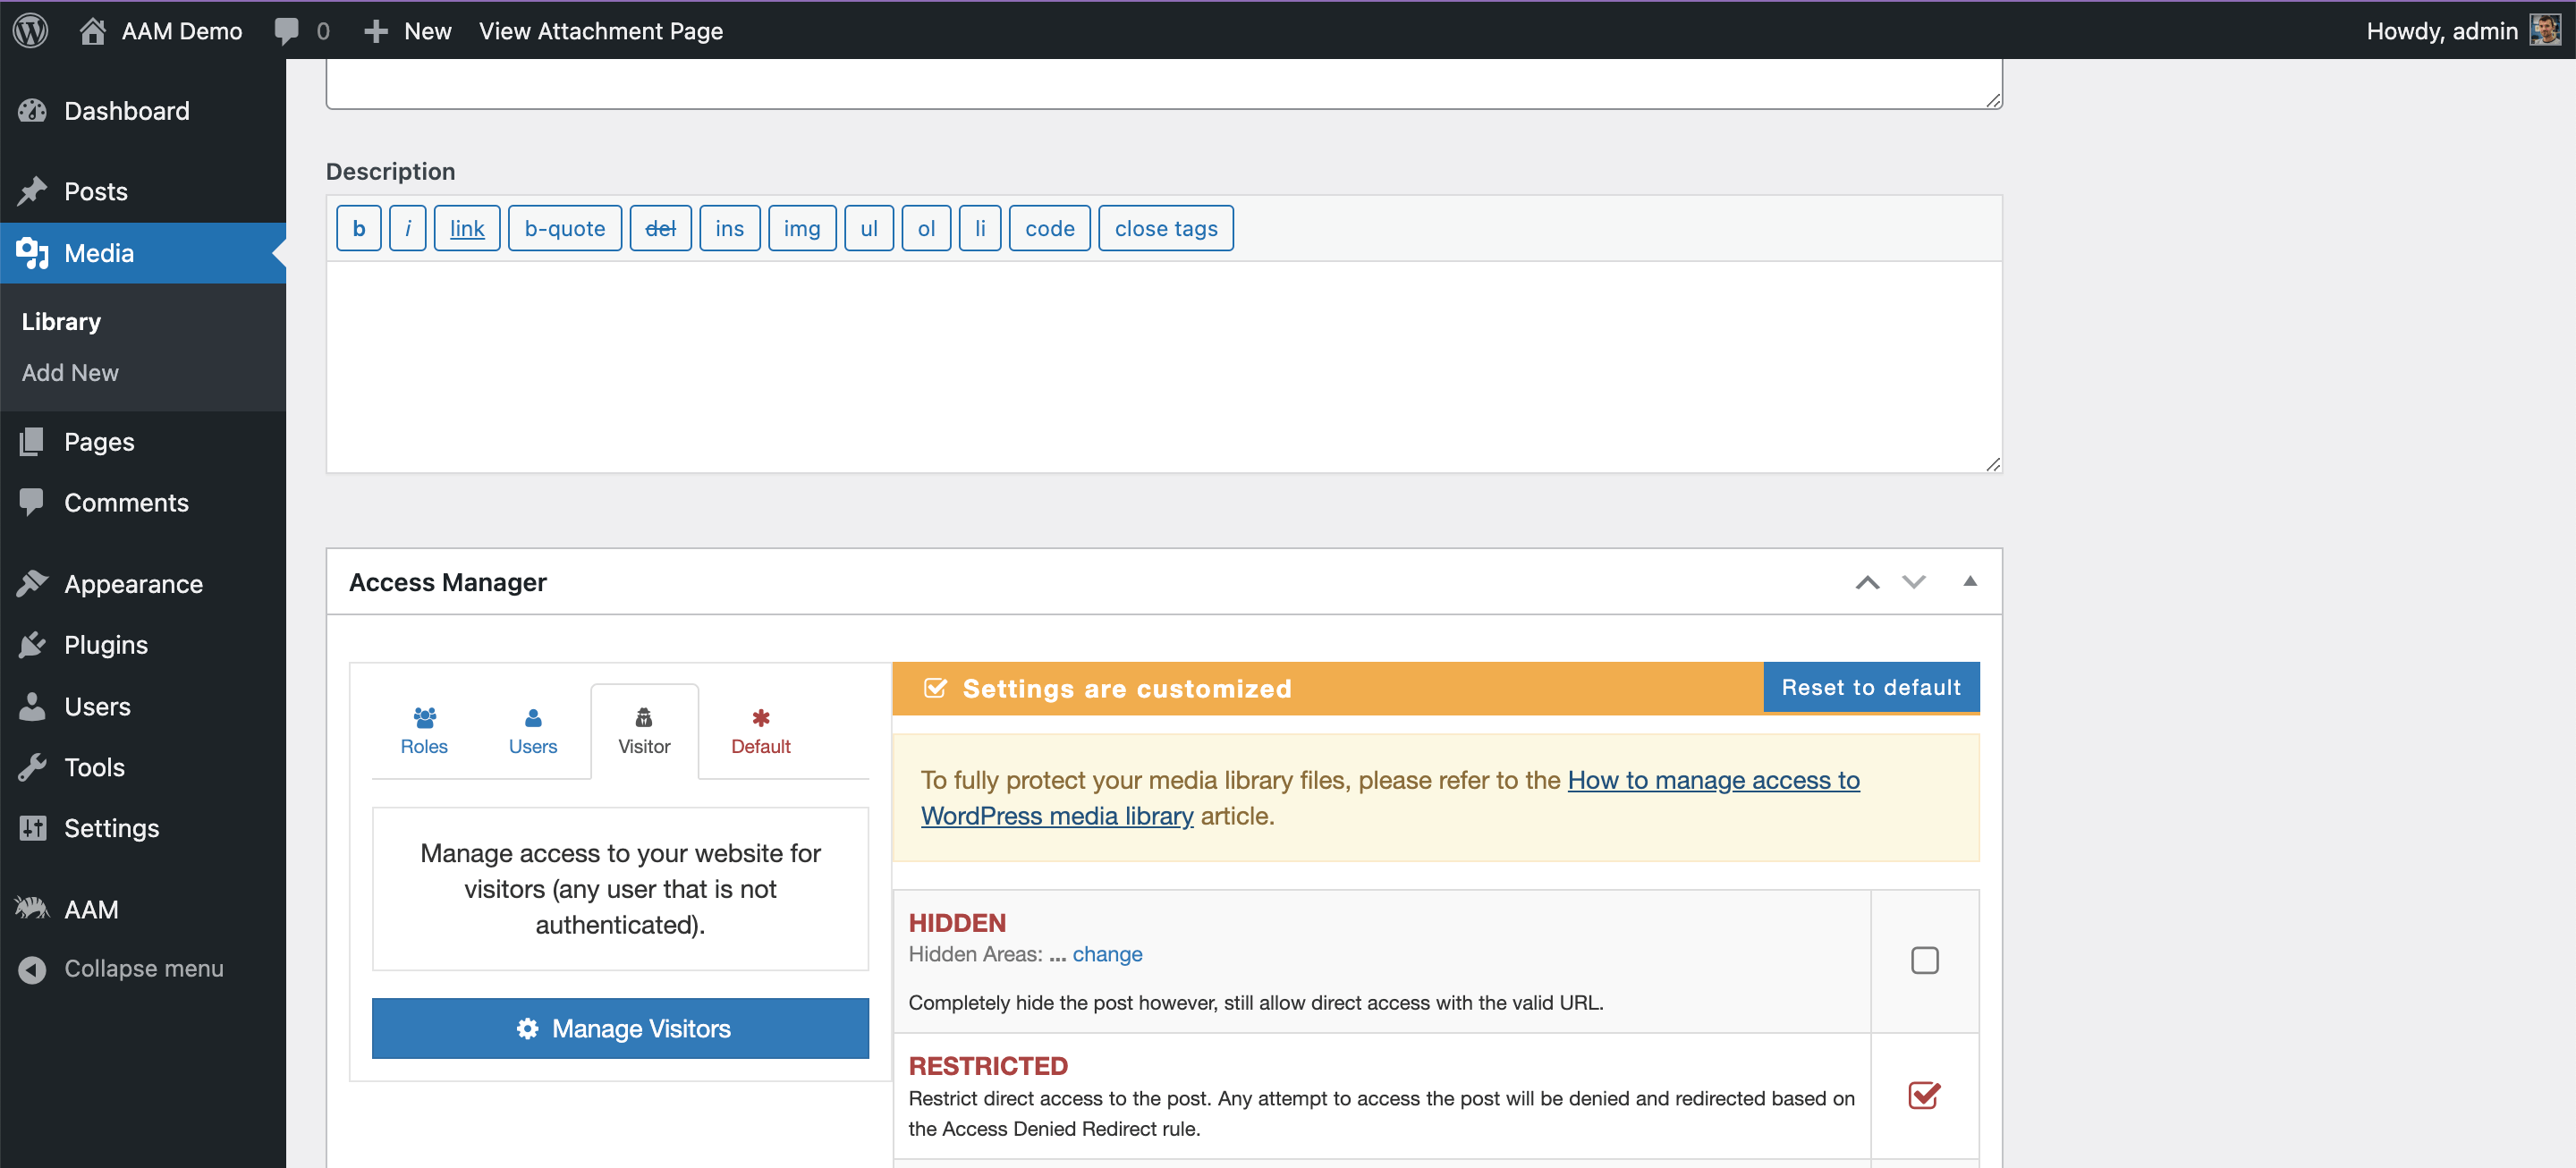 AAM Demo 0 New View Attachment Page Howdy, admin
Dashboard
Posts
Media
Library
Add New
Pages
Comments
Appearance
Plugins
Users
Tools
Settings
AAM
Collapse menu
Description
b i link b-quote del ins img ul ol li code close tags
Access Manager
Roles Users Visitor Default
Manage access to your website for
visitors (any user that is not
authenticated).
Manage Visitors
Settings are customized Reset to default
To fully protect your media library files, please refer to the How to manage access to
WordPress media library article.
HIDDEN
Hidden Areas: ... change
Completely hide the post however, still allow direct access with the valid URL.
RESTRICTED
Restrict direct access to the post. Any attempt to access the post will be denied and redirected based on
the Access Denied Redirect rule.